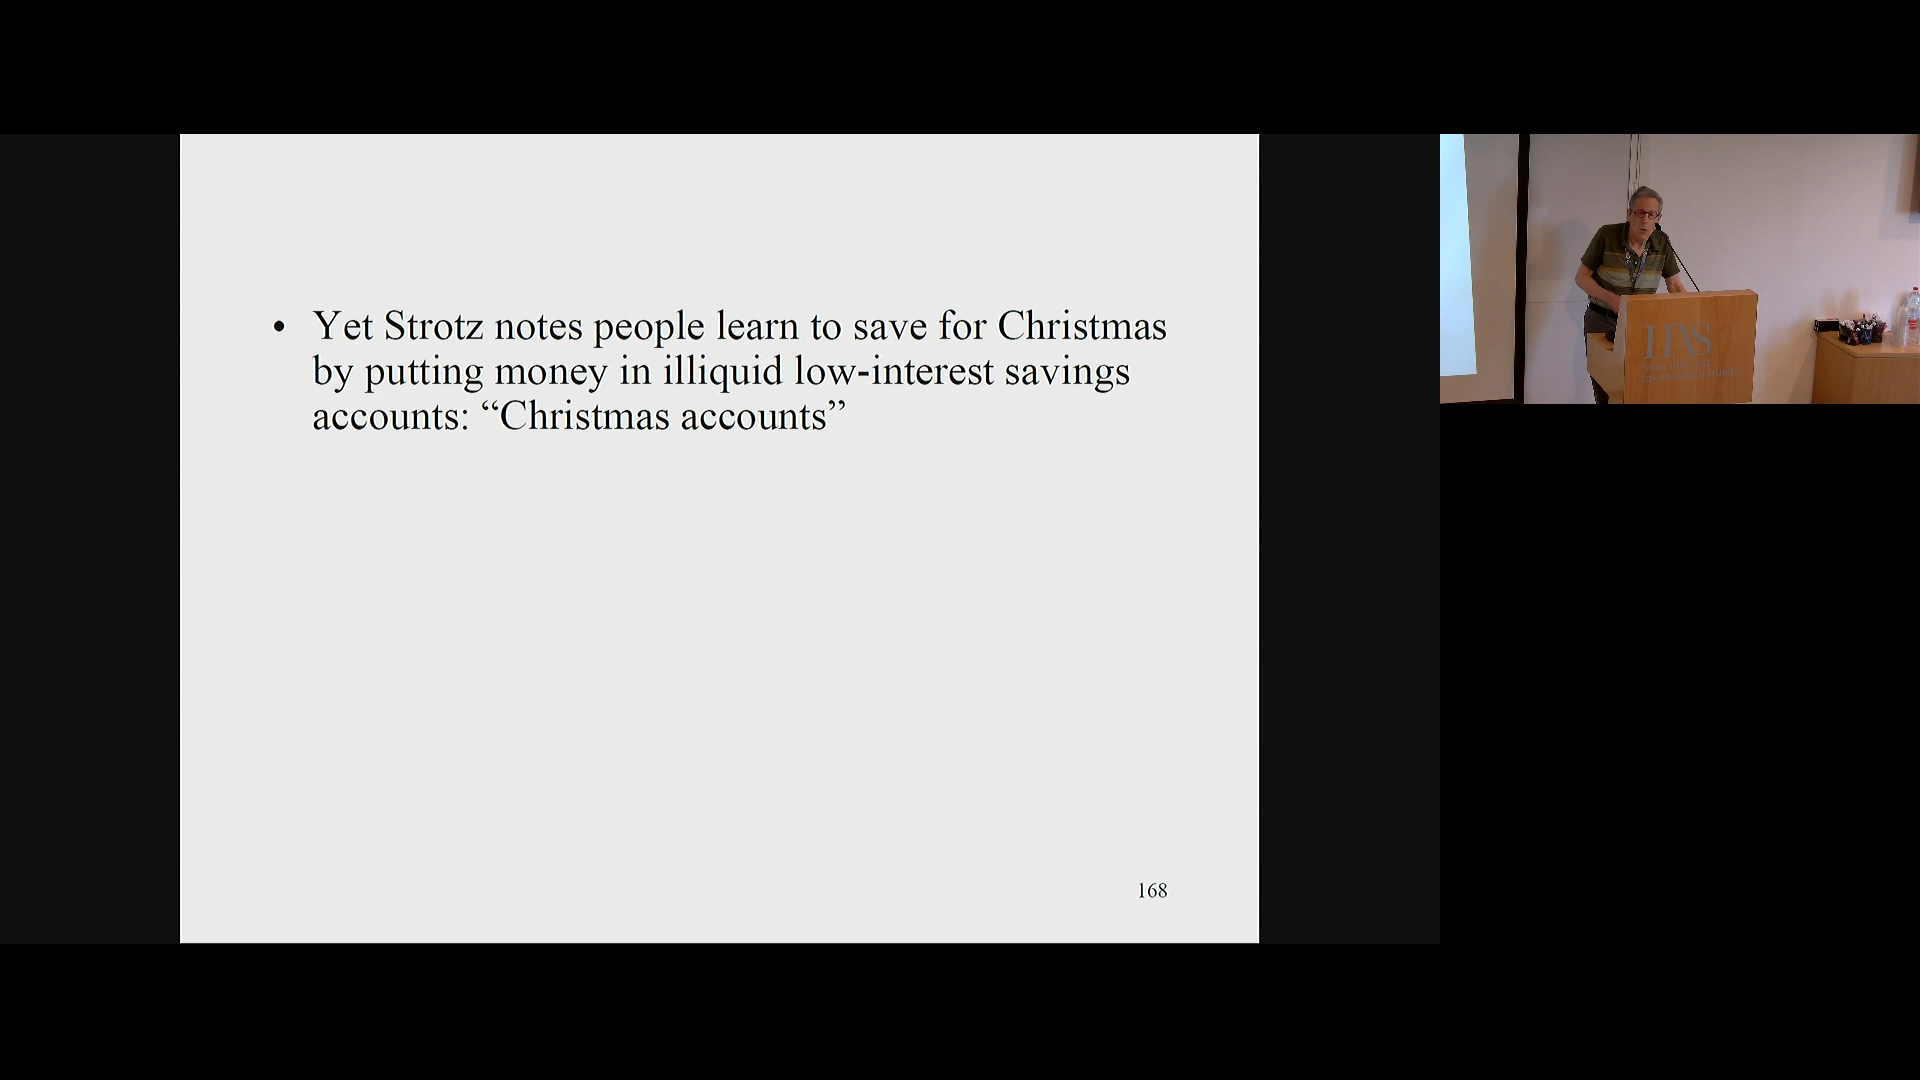 • Yet Strotz notes people learn to save for Christmas
by putting money in illiquid low-interest savings
accounts: “Christmas accounts”
168
IIAS